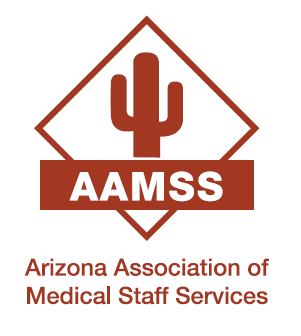 AAMSS
Arizona Association of
Medical Staff Services